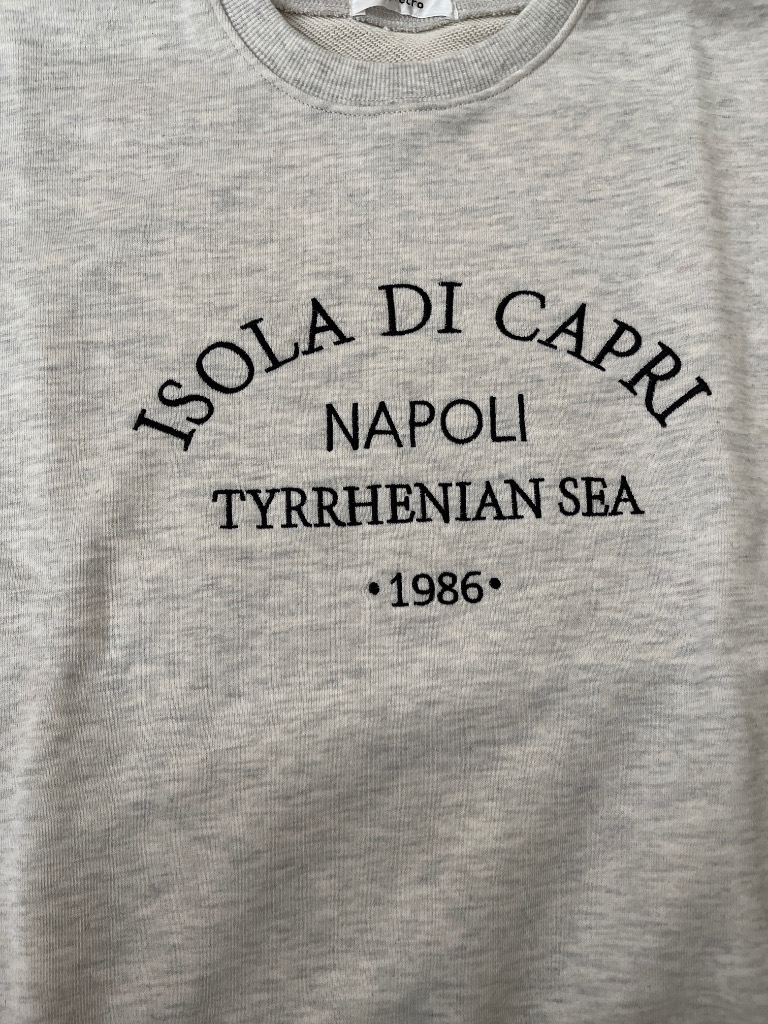 ISOLA DI CAPRI
NAPOLI
TYRRHENIAN SEA
•1986•